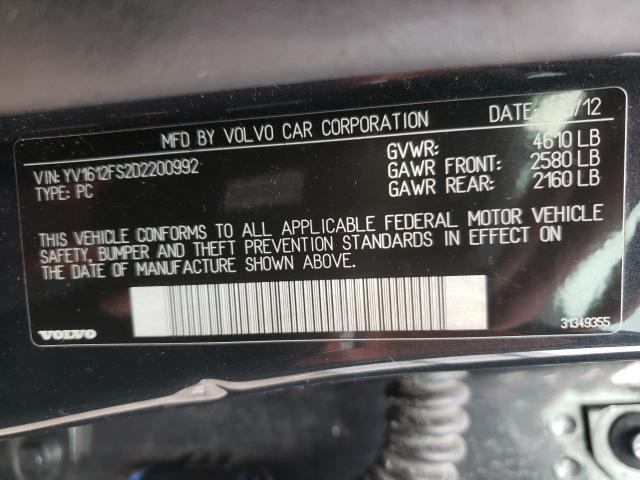 MFD BY VOLVO CAR CORPORATION
DATE: /12
VIN: YV1612FS2D2200992
TYPE: PC
GVWR: 4610 LB
GAWR FRONT: 2580 LB
GAWR REAR: 2160 LB
THIS VEHICLE CONFORMS TO ALL APPLICABLE FEDERAL MOTOR VEHICLE
SAFETY, BUMPER AND THEFT PREVENTION STANDARDS IN EFFECT ON
THE DATE OF MANUFACTURE SHOWN ABOVE.
VOLVO
31349355